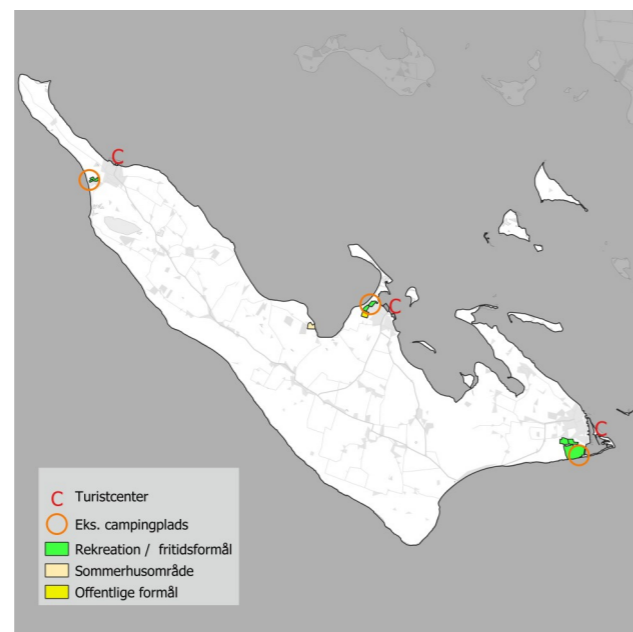 C
C
C
C Turistcenter
Eks. campingplads
Rekreation / fritidsformål
Sommerhusområde
Offentlige formål